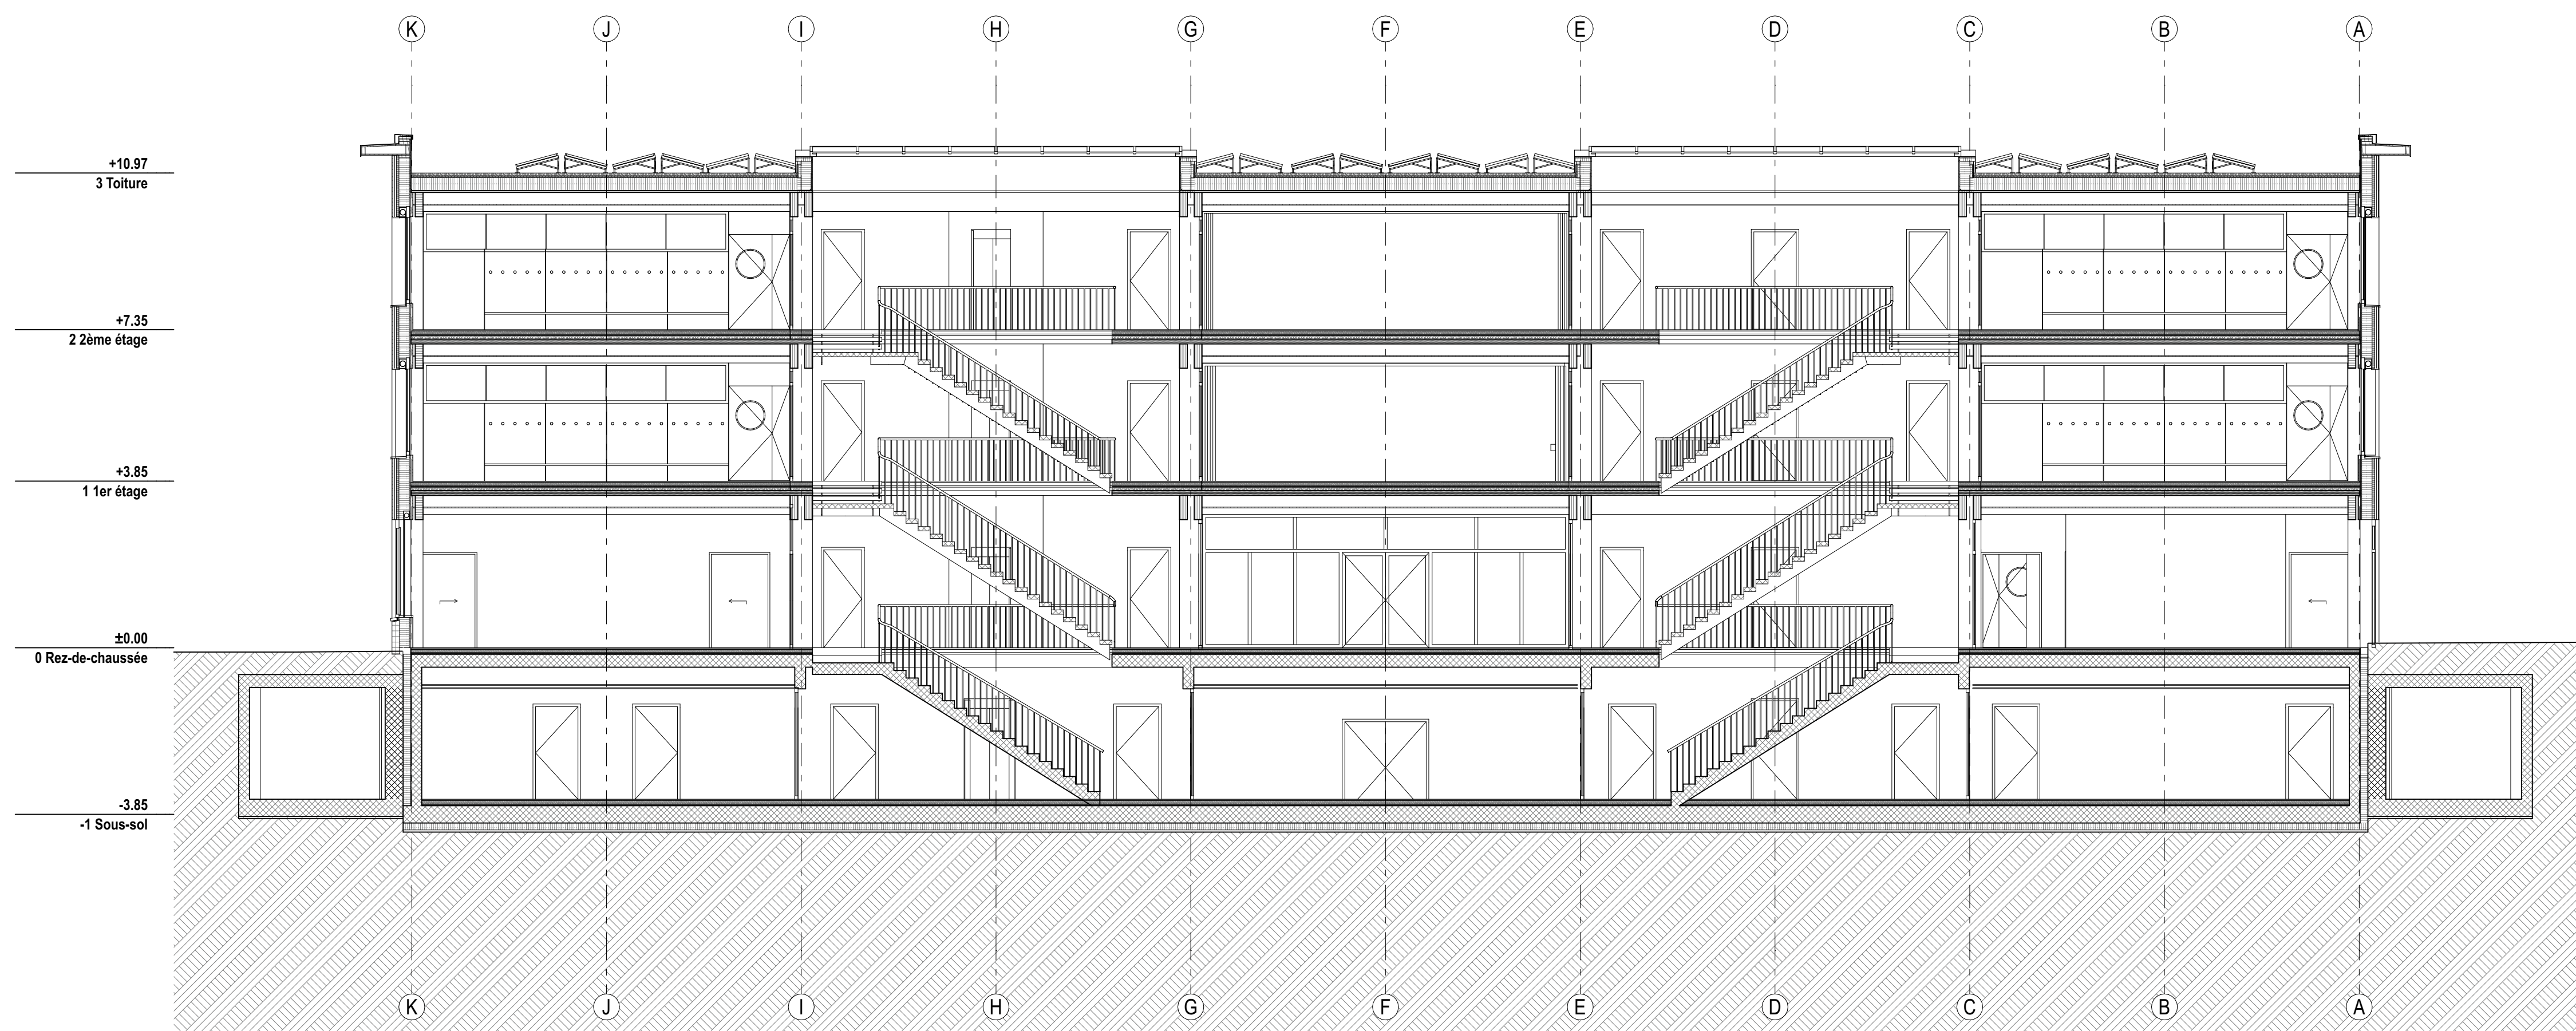 K J I H G F E D C B A
+10.97
3 Toiture
+7.35
2 2ème étage
+3.85
1 1er étage
±0.00
0 Rez-de-chaussée
-3.85
-1 Sous-sol
K J I H G F E D C B A